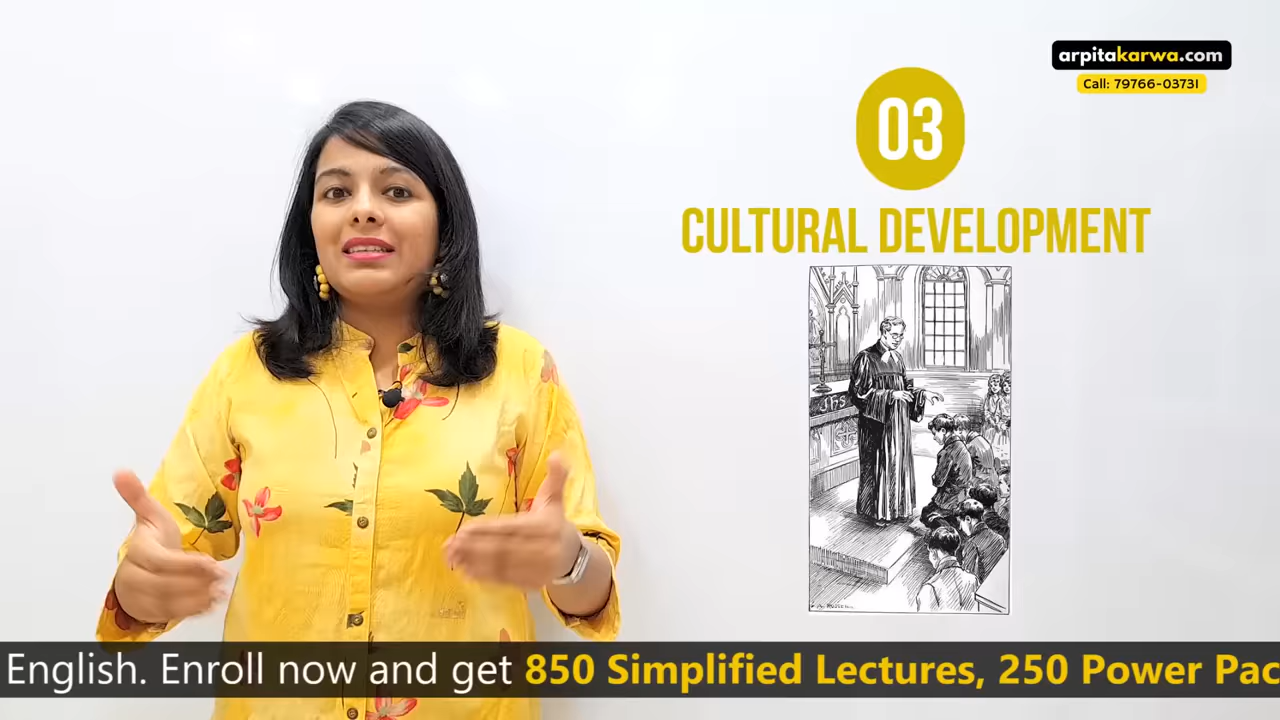 arpitakarwa.com
Call: 79766-03731
03
CULTURAL DEVELOPMENT
Jhs
English. Enroll now and get 850 Simplified Lectures, 250 Power Pac